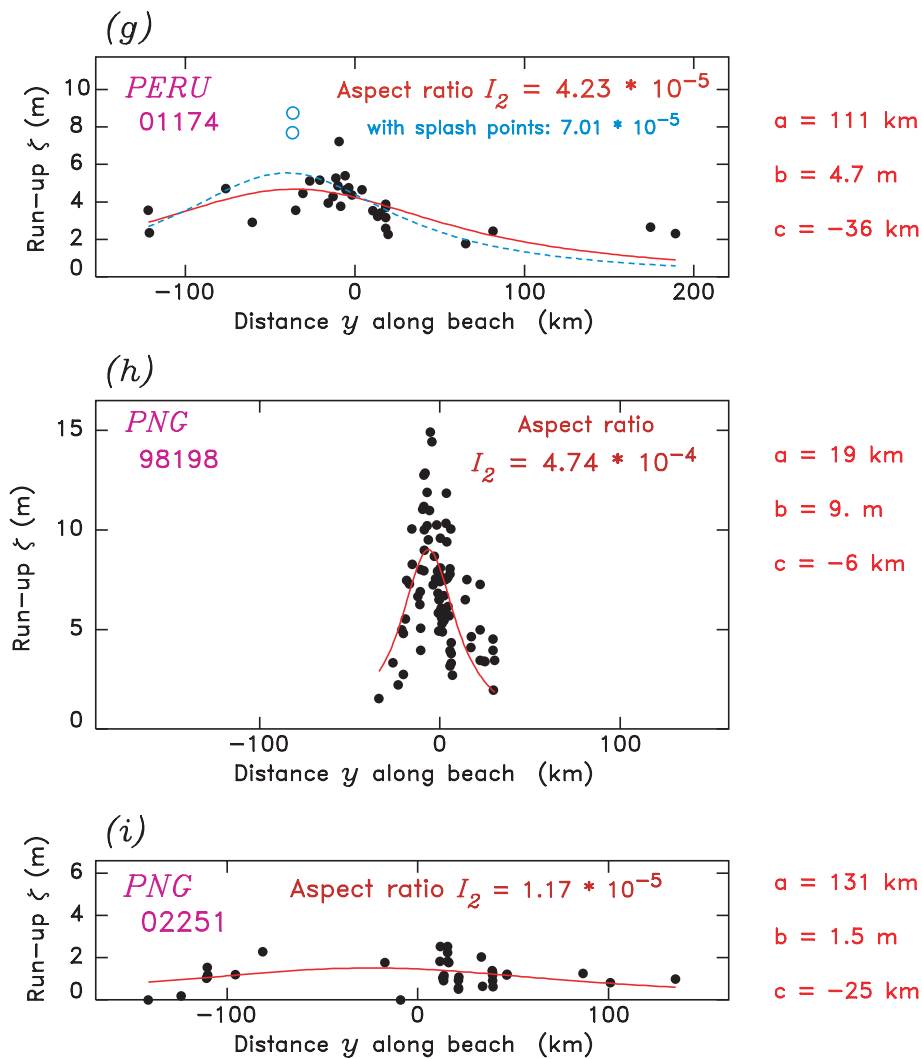 (g)
PERU
01174
Aspect ratio I₂ = 4.23 * 10⁻⁵
with splash points: 7.01 * 10⁻⁵
a = 111 km
b = 4.7 m
c = −36 km
Run-up ζ (m)
10
8
6
4
2
0
−100
0
100
200
Distance y along beach (km)
(h)
PNG
98198
Aspect ratio
I₂ = 4.74 * 10⁻⁴
a = 19 km
b = 9. m
c = −6 km
Run-up ζ (m)
15
10
5
0
−100
0
100
Distance y along beach (km)
(i)
PNG
02251
Aspect ratio I₂ = 1.17 * 10⁻⁵
a = 131 km
b = 1.5 m
c = −25 km
Run-up ζ (m)
6
4
2
0
−100
0
100
Distance y along beach (km)